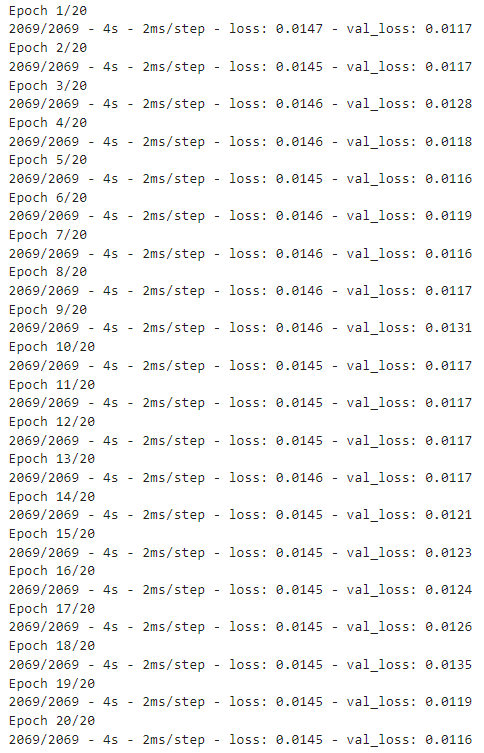 Epoch 1/20
2069/2069 - 4s - 2ms/step - loss: 0.0147 - val_loss: 0.0117
Epoch 2/20
2069/2069 - 4s - 2ms/step - loss: 0.0145 - val_loss: 0.0117
Epoch 3/20
2069/2069 - 4s - 2ms/step - loss: 0.0146 - val_loss: 0.0128
Epoch 4/20
2069/2069 - 4s - 2ms/step - loss: 0.0146 - val_loss: 0.0118
Epoch 5/20
2069/2069 - 4s - 2ms/step - loss: 0.0145 - val_loss: 0.0116
Epoch 6/20
2069/2069 - 4s - 2ms/step - loss: 0.0146 - val_loss: 0.0119
Epoch 7/20
2069/2069 - 4s - 2ms/step - loss: 0.0146 - val_loss: 0.0116
Epoch 8/20
2069/2069 - 4s - 2ms/step - loss: 0.0146 - val_loss: 0.0117
Epoch 9/20
2069/2069 - 4s - 2ms/step - loss: 0.0146 - val_loss: 0.0131
Epoch 10/20
2069/2069 - 4s - 2ms/step - loss: 0.0145 - val_loss: 0.0117
Epoch 11/20
2069/2069 - 4s - 2ms/step - loss: 0.0145 - val_loss: 0.0117
Epoch 12/20
2069/2069 - 4s - 2ms/step - loss: 0.0145 - val_loss: 0.0117
Epoch 13/20
2069/2069 - 4s - 2ms/step - loss: 0.0146 - val_loss: 0.0117
Epoch 14/20
2069/2069 - 4s - 2ms/step - loss: 0.0145 - val_loss: 0.0121
Epoch 15/20
2069/2069 - 4s - 2ms/step - loss: 0.0145 - val_loss: 0.0123
Epoch 16/20
2069/2069 - 4s - 2ms/step - loss: 0.0145 - val_loss: 0.0124
Epoch 17/20
2069/2069 - 4s - 2ms/step - loss: 0.0145 - val_loss: 0.0126
Epoch 18/20
2069/2069 - 4s - 2ms/step - loss: 0.0145 - val_loss: 0.0135
Epoch 19/20
2069/2069 - 4s - 2ms/step - loss: 0.0145 - val_loss: 0.0119
Epoch 20/20
2069/2069 - 4s - 2ms/step - loss: 0.0145 - val_loss: 0.0116